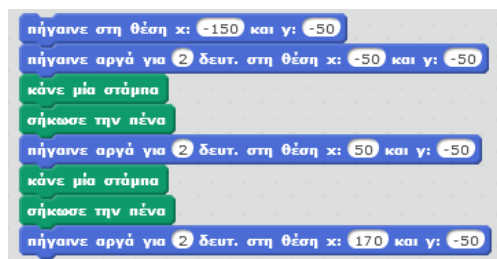 πήγαινε στη θέση x: -150 και y: -50
πήγαινε αργά για 2 δευτ. στη θέση x: -50 και y: -50
κάνε μία στάμπα
σήκωσε την πένα
πήγαινε αργά για 2 δευτ. στη θέση x: 50 και y: -50
κάνε μία στάμπα
σήκωσε την πένα
πήγαινε αργά για 2 δευτ. στη θέση x: 170 και y: -50